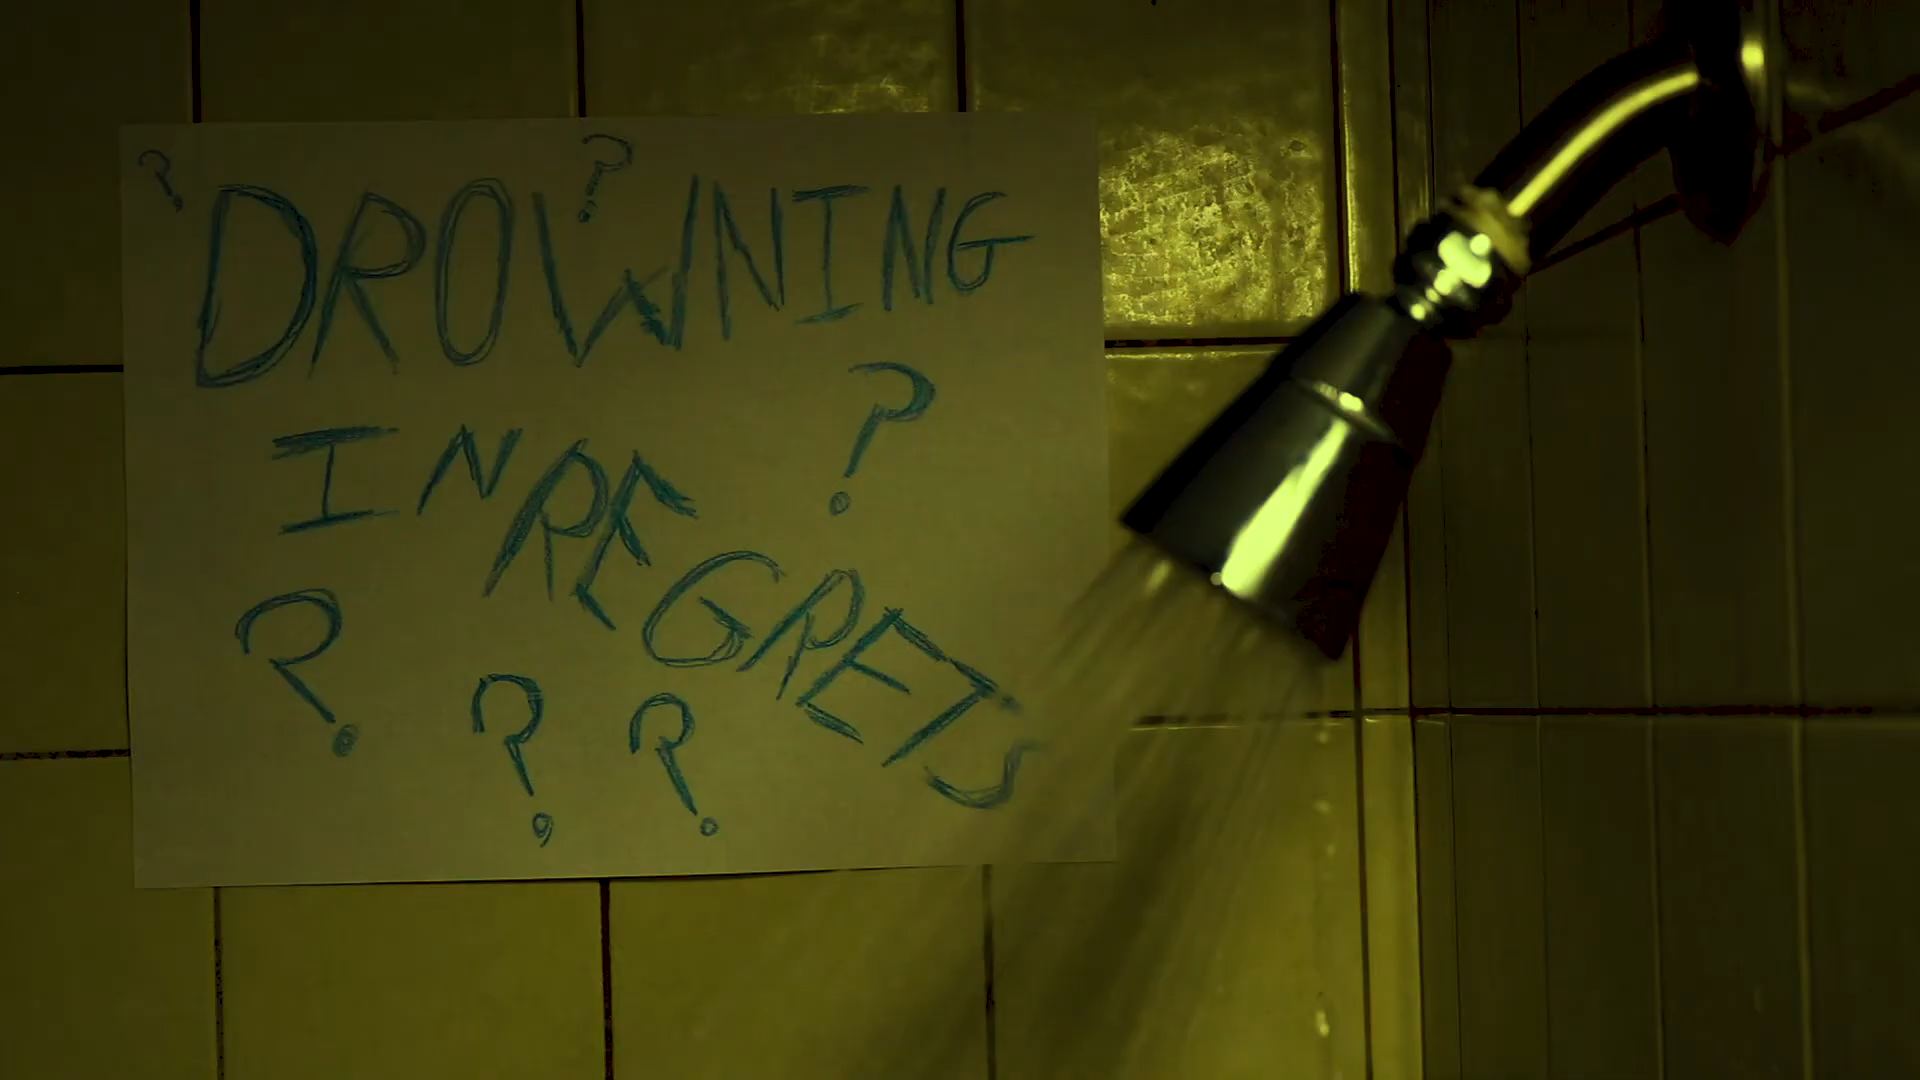 ? ?
DROWNING
IN REGRETS ?
? ? ?